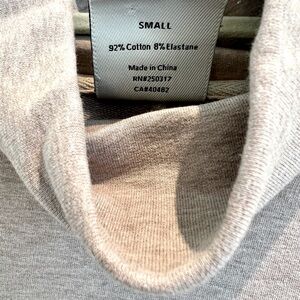 SMALL
92% Cotton 8% Elastane
Made in China
RN#250317
CA#40482